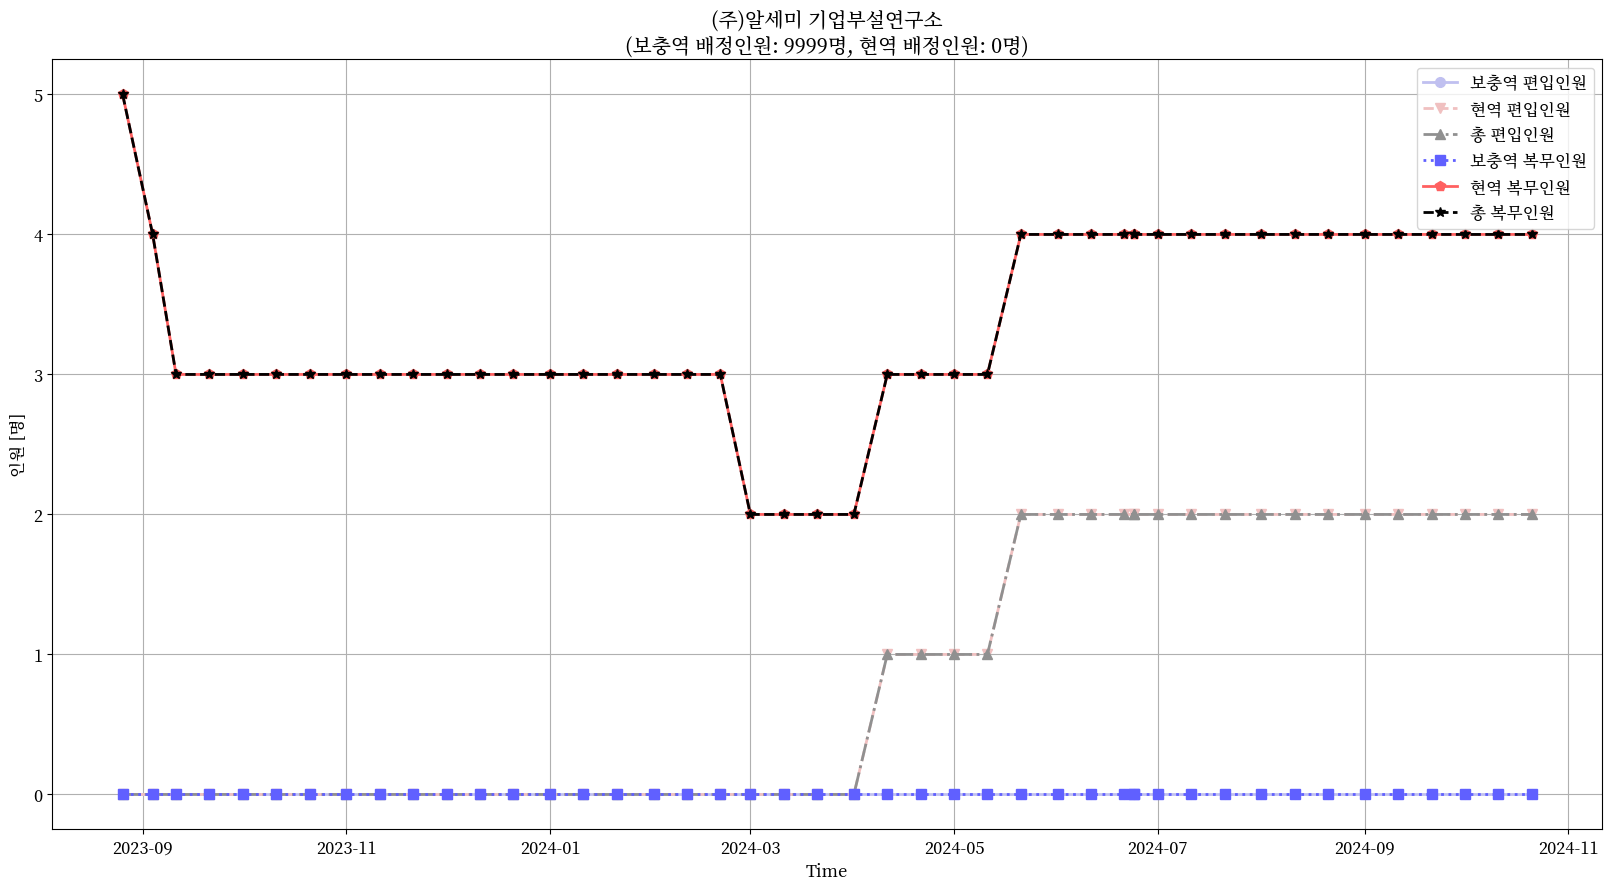 (주)알세미 기업부설연구소
(보충역 배정인원: 9999명, 현역 배정인원: 0명)
보충역 편입인원
현역 편입인원
총 편입인원
보충역 복무인원
현역 복무인원
총 복무인원
인원 [명]
5
4
3
2
1
0
2023-09
2023-11
2024-01
2024-03
2024-05
2024-07
2024-09
2024-11
Time